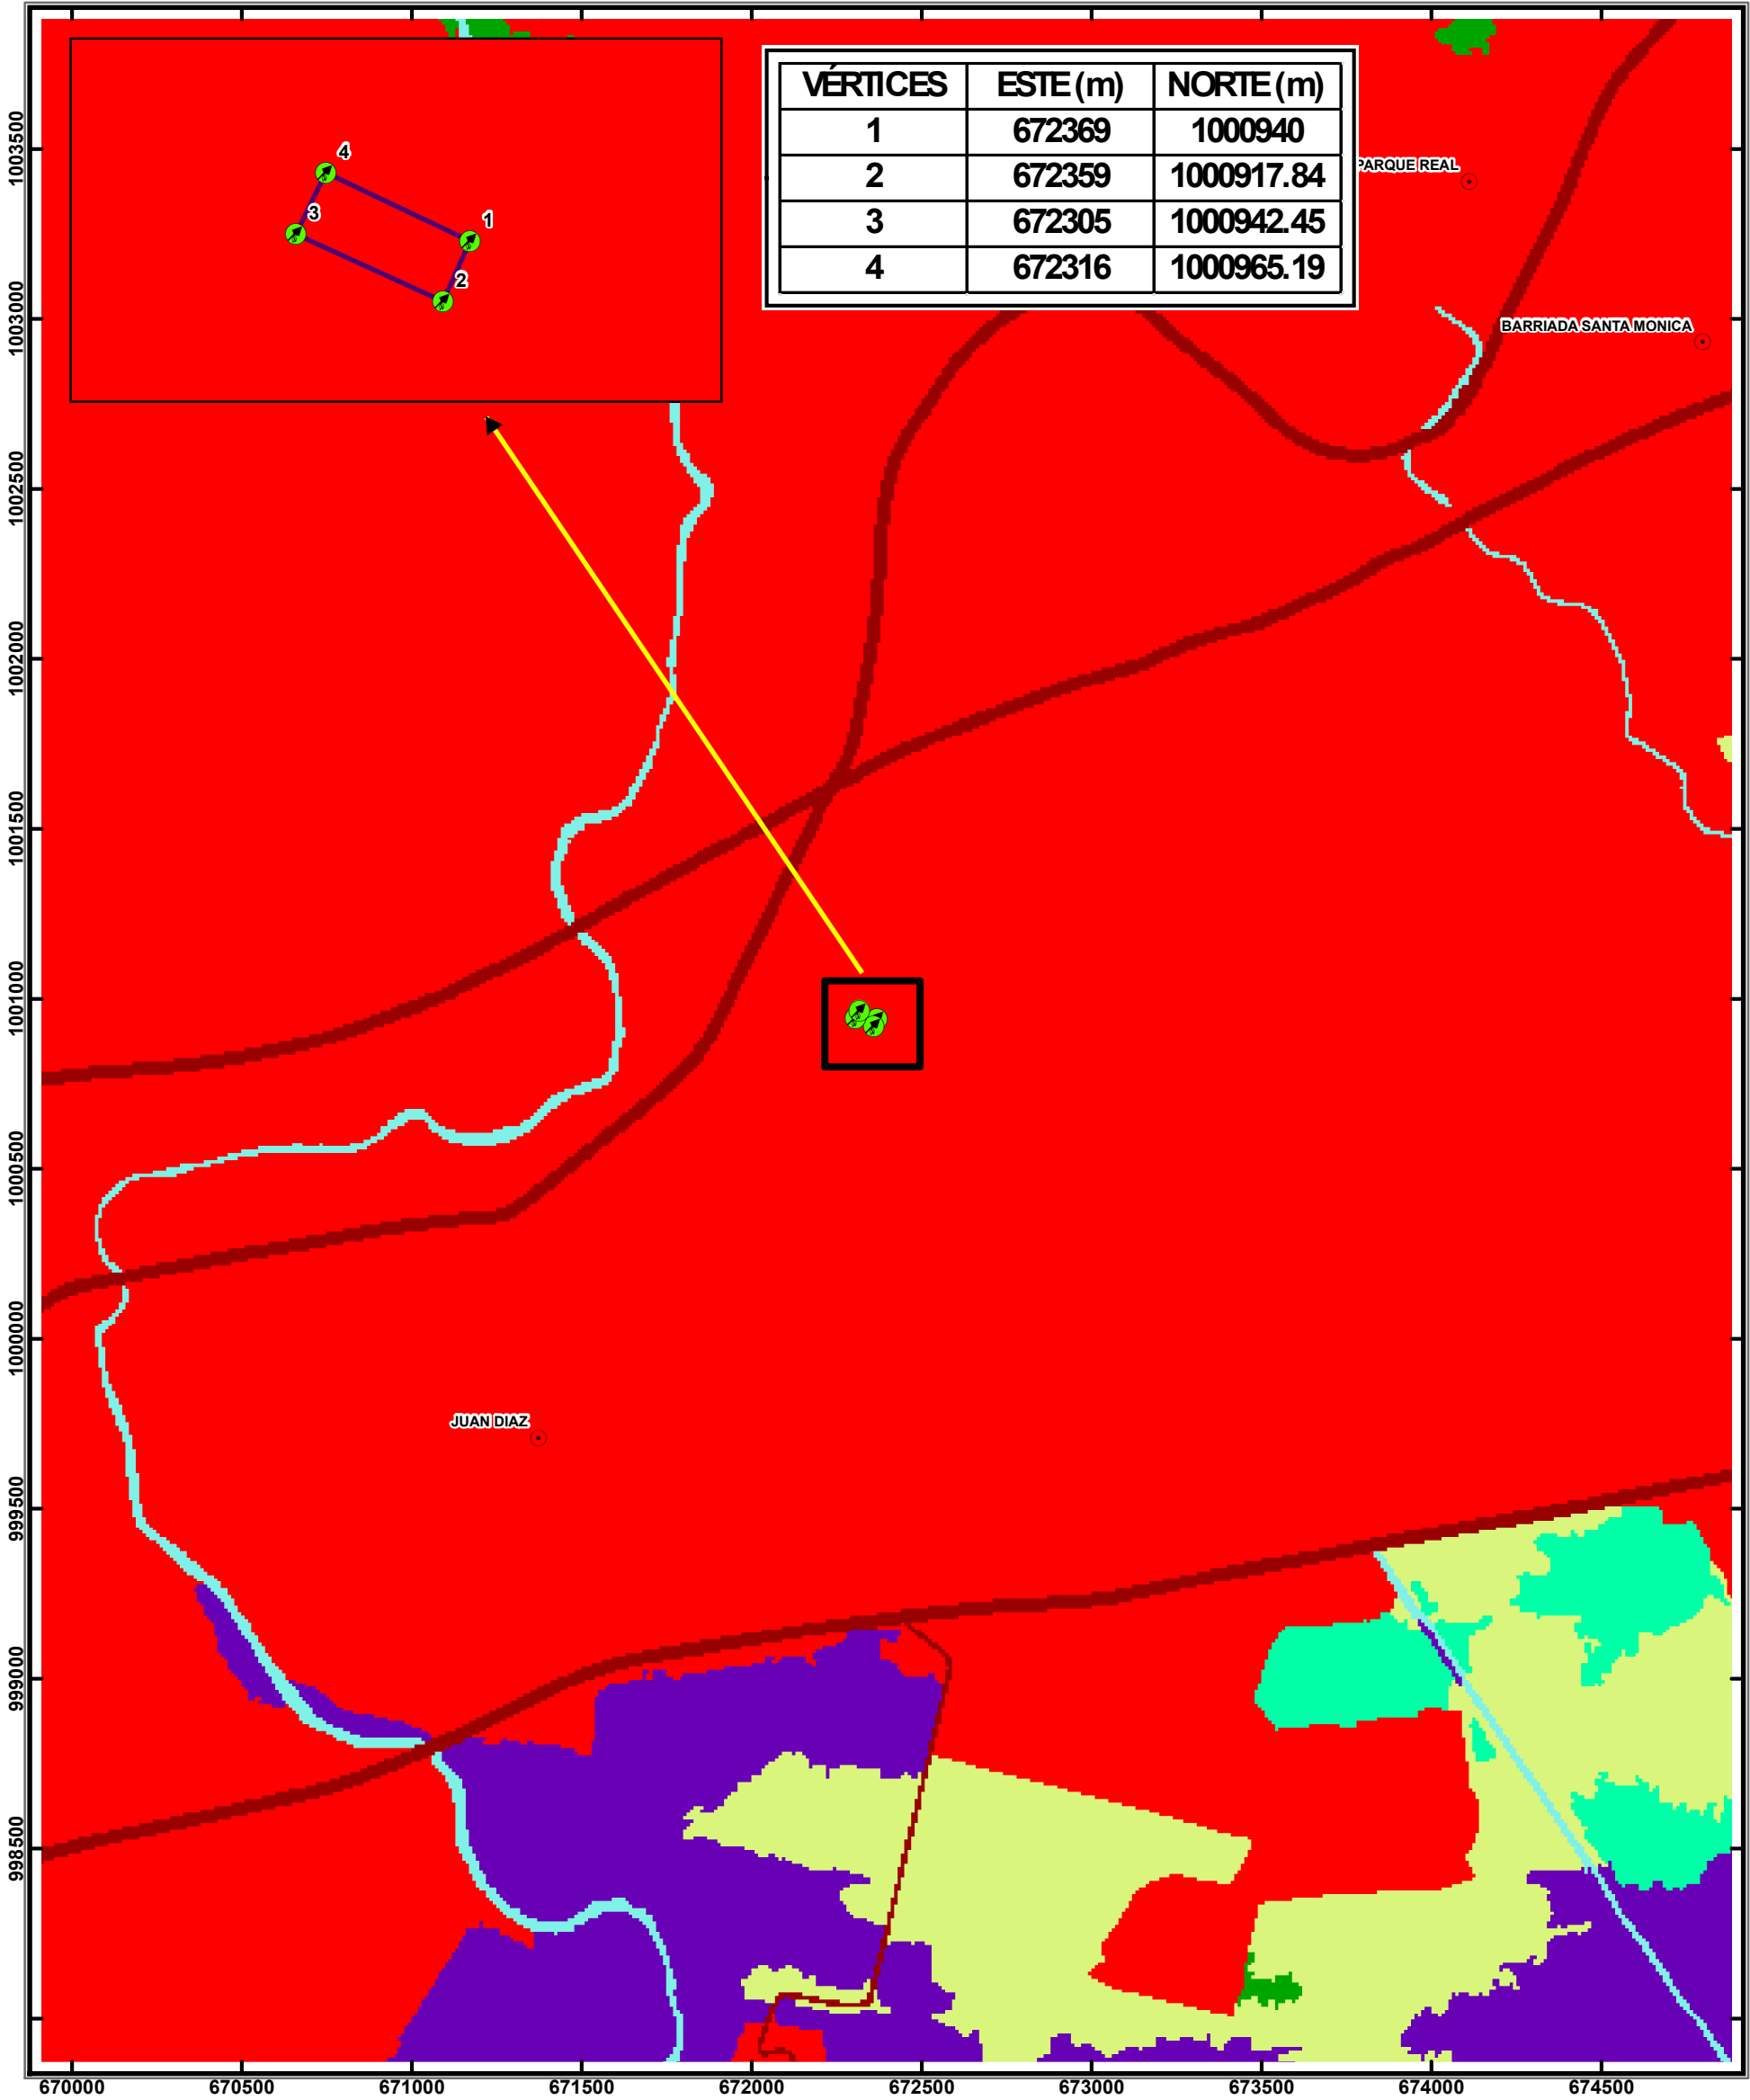 VÉRTICES ESTE (m) NORTE (m)
1 672369 1000940
2 672359 1000917.84
3 672305 1000942.45
4 672316 1000965.19
4
3
1
2
PARQUE REAL
BARRIADA SANTA MONICA
JUAN DIAZ
1003500
1003000
1002500
1002000
1001500
1001000
1000500
1000000
999500
999000
998500
670000 670500 671000 671500 672000 672500 673000 673500 674000 674500